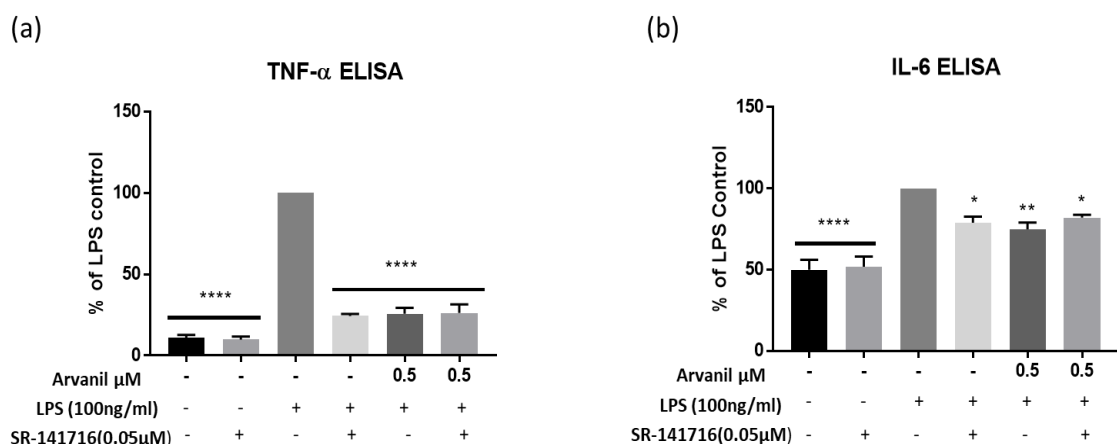 (a)
TNF-α ELISA
% of LPS control
150
100
50
0
****
****
Arvanil µM - - - - 0.5 0.5
LPS (100ng/ml) - - + + + +
SR-141716(0.05µM) - + - + - +
(b)
IL-6 ELISA
% of LPS Control
150
100
50
0
****
*
**
*
Arvanil µM - - - - 0.5 0.5
LPS (100ng/ml) - - + + + +
SR-141716(0.05µM) - + - + - +